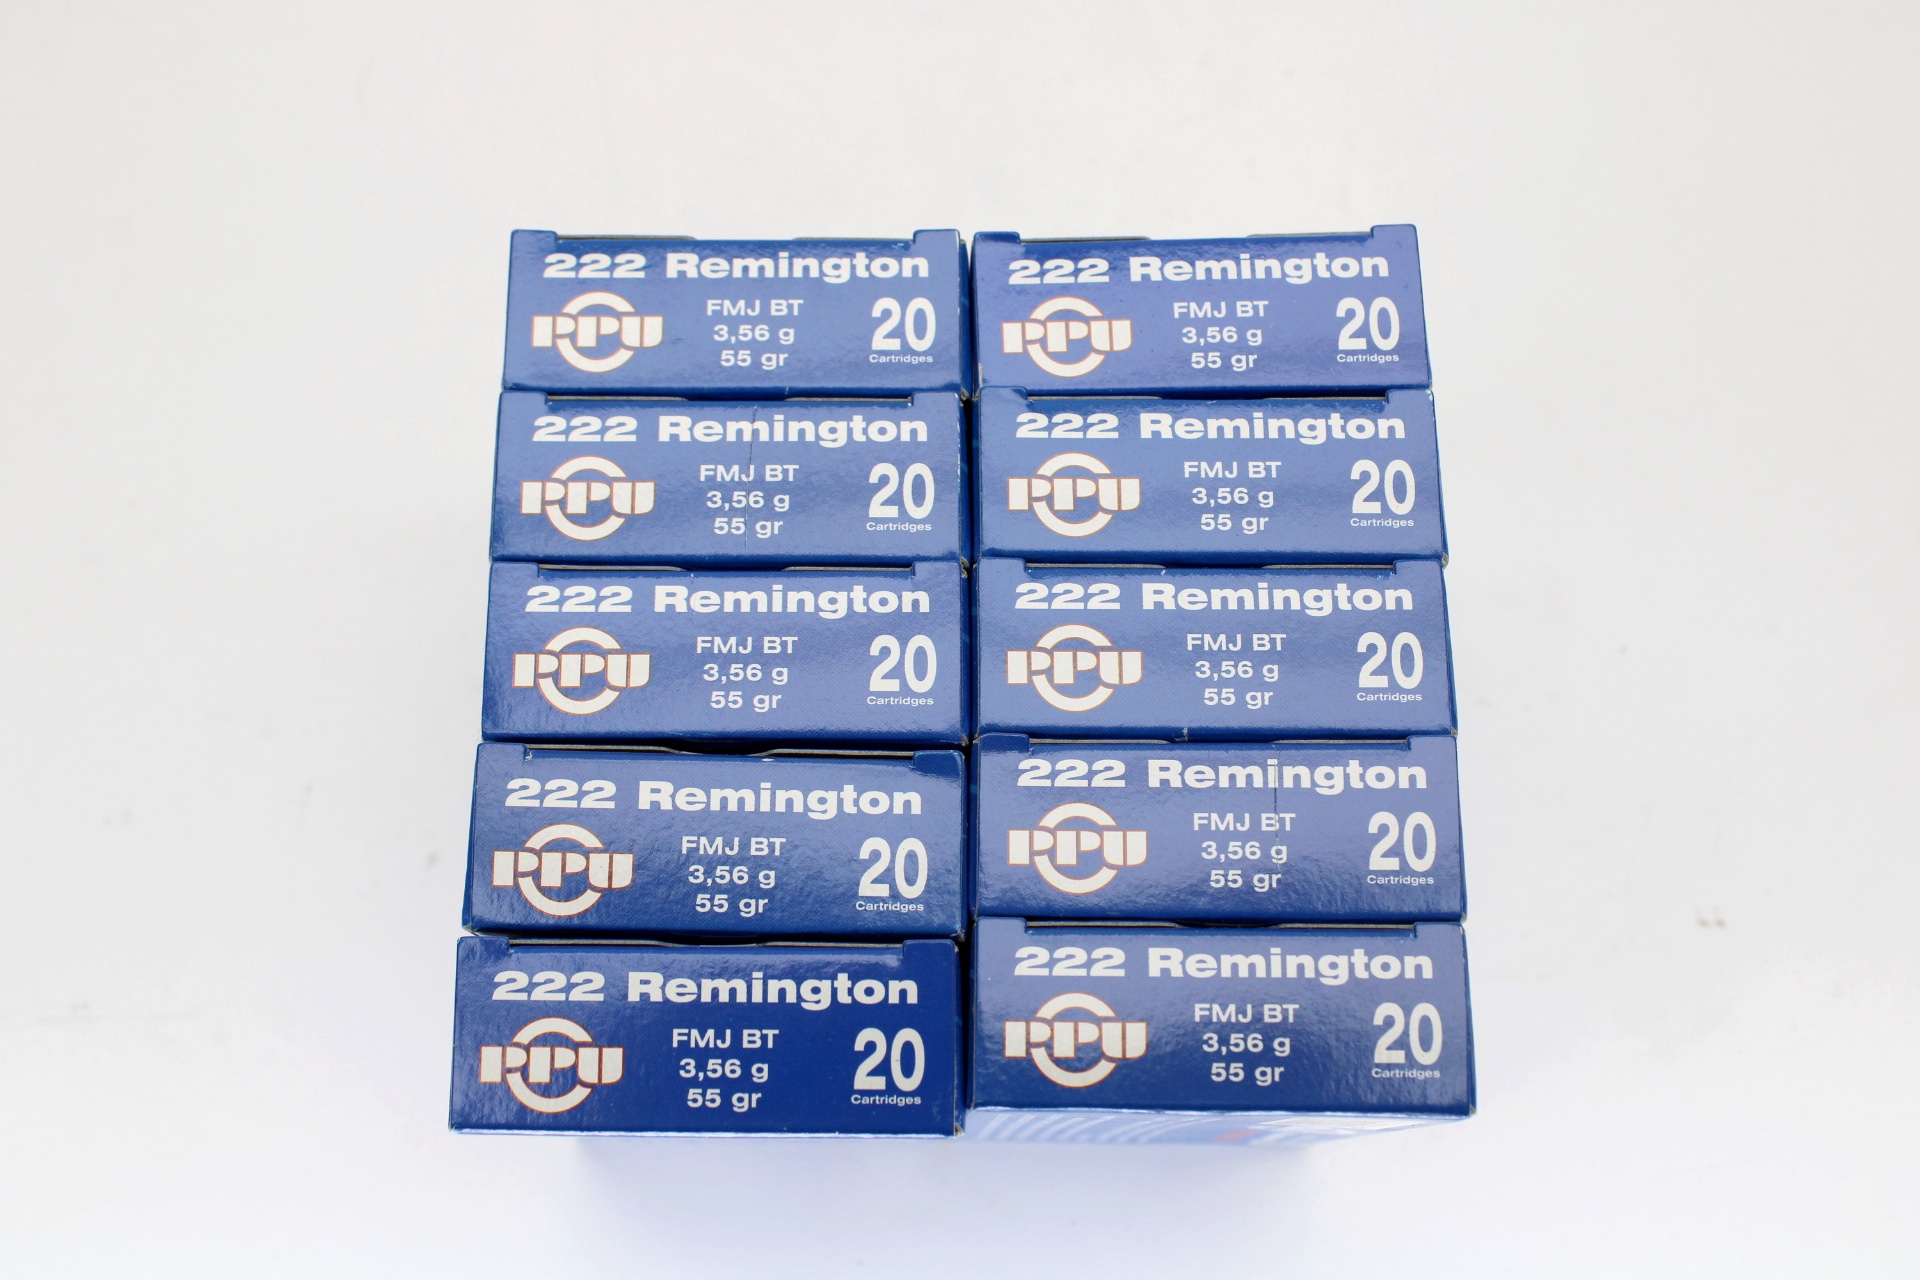 222 Remington
PPU
FMJ BT
3,56 g
55 gr
20
Cartridges
222 Remington
PPU
FMJ BT
3,56 g
55 gr
20
Cartridges
222 Remington
PPU
FMJ BT
3,56 g
55 gr
20
Cartridges
222 Remington
PPU
FMJ BT
3,56 g
55 gr
20
Cartridges
222 Remington
PPU
FMJ BT
3,56 g
55 gr
20
Cartridges
222 Remington
PPU
FMJ BT
3,56 g
55 gr
20
Cartridges
222 Remington
PPU
FMJ BT
3,56 g
55 gr
20
Cartridges
222 Remington
PPU
FMJ BT
3,56 g
55 gr
20
Cartridges
222 Remington
PPU
FMJ BT
3,56 g
55 gr
20
Cartridges
222 Remington
PPU
FMJ BT
3,56 g
55 gr
20
Cartridges